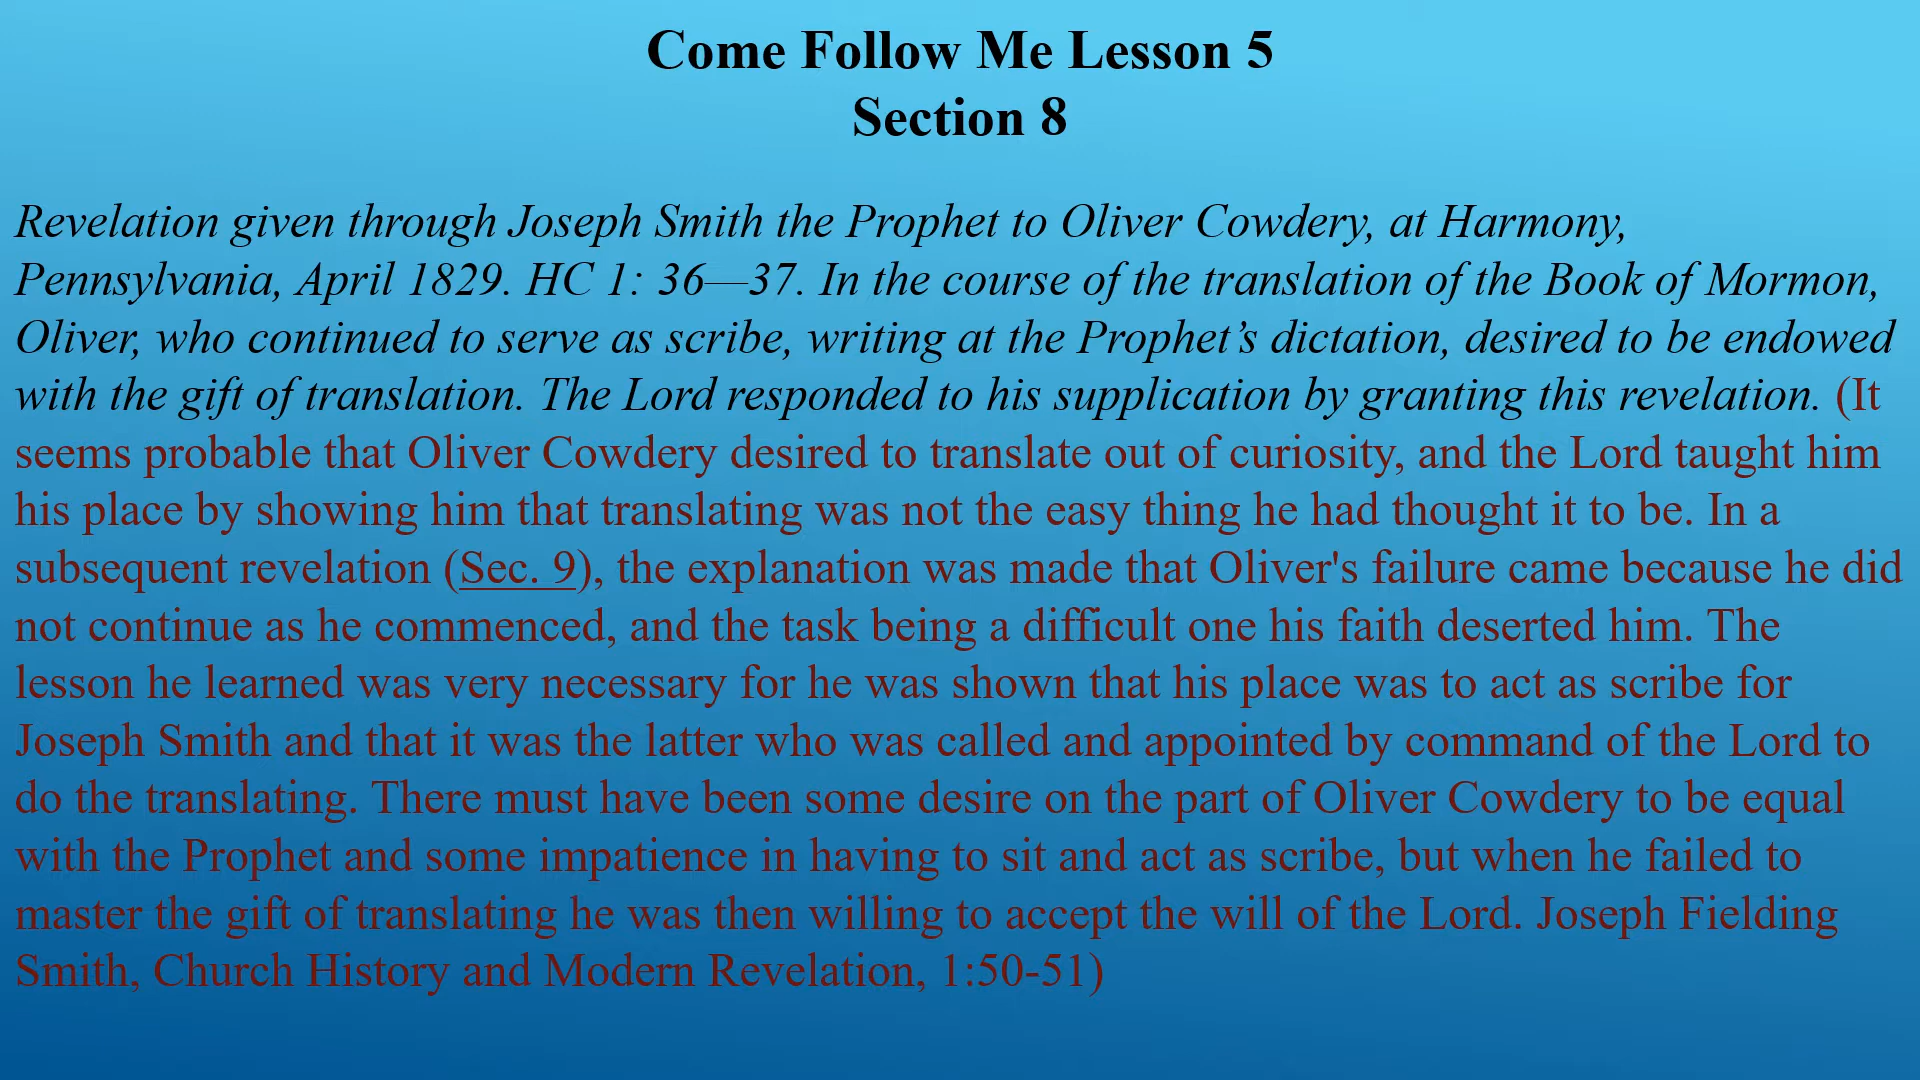 Come Follow Me Lesson 5
Section 8
Revelation given through Joseph Smith the Prophet to Oliver Cowdery, at Harmony,
Pennsylvania, April 1829. HC 1: 36—37. In the course of the translation of the Book of Mormon,
Oliver, who continued to serve as scribe, writing at the Prophet’s dictation, desired to be endowed
with the gift of translation. The Lord responded to his supplication by granting this revelation. (It
seems probable that Oliver Cowdery desired to translate out of curiosity, and the Lord taught him
his place by showing him that translating was not the easy thing he had thought it to be. In a
subsequent revelation (Sec. 9), the explanation was made that Oliver's failure came because he did
not continue as he commenced, and the task being a difficult one his faith deserted him. The
lesson he learned was very necessary for he was shown that his place was to act as scribe for
Joseph Smith and that it was the latter who was called and appointed by command of the Lord to
do the translating. There must have been some desire on the part of Oliver Cowdery to be equal
with the Prophet and some impatience in having to sit and act as scribe, but when he failed to
master the gift of translating he was then willing to accept the will of the Lord. Joseph Fielding
Smith, Church History and Modern Revelation, 1:50-51)